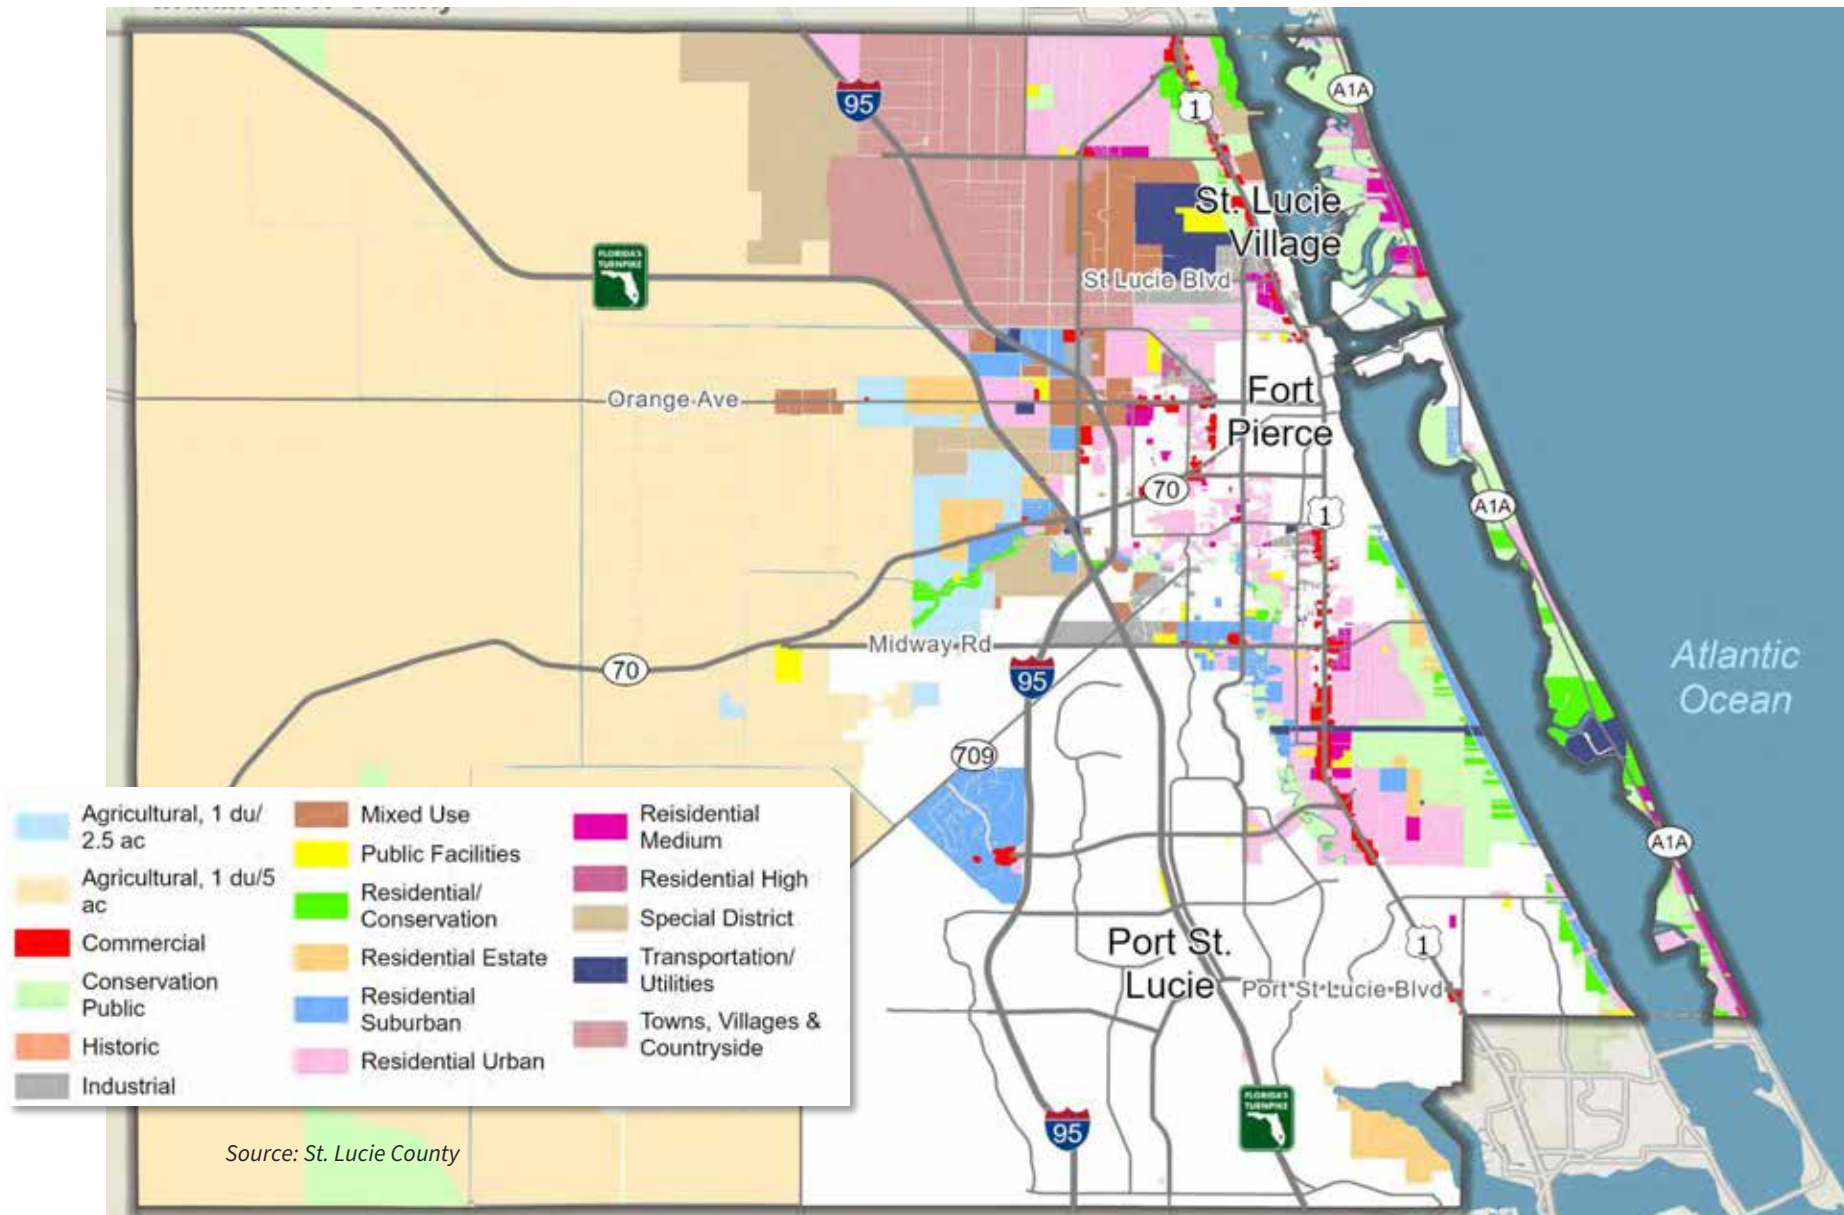 95
1
A1A
St. Lucie
Village
FLORIDA'S
TURNPIKE
St Lucie Blvd
Orange Ave
Fort
Pierce
70
1
A1A
Midway Rd
70
95
Atlantic
Ocean
709
A1A
Port St.
Lucie
1
Port St Lucie Blvd
FLORIDA'S
TURNPIKE
95
Agricultural, 1 du/
2.5 ac
Agricultural, 1 du/5
ac
Commercial
Conservation
Public
Historic
Industrial
Mixed Use
Public Facilities
Residential/
Conservation
Residential Estate
Residential
Suburban
Residential Urban
Reisidential
Medium
Residential High
Special District
Transportation/
Utilities
Towns, Villages &
Countryside
Source: St. Lucie County